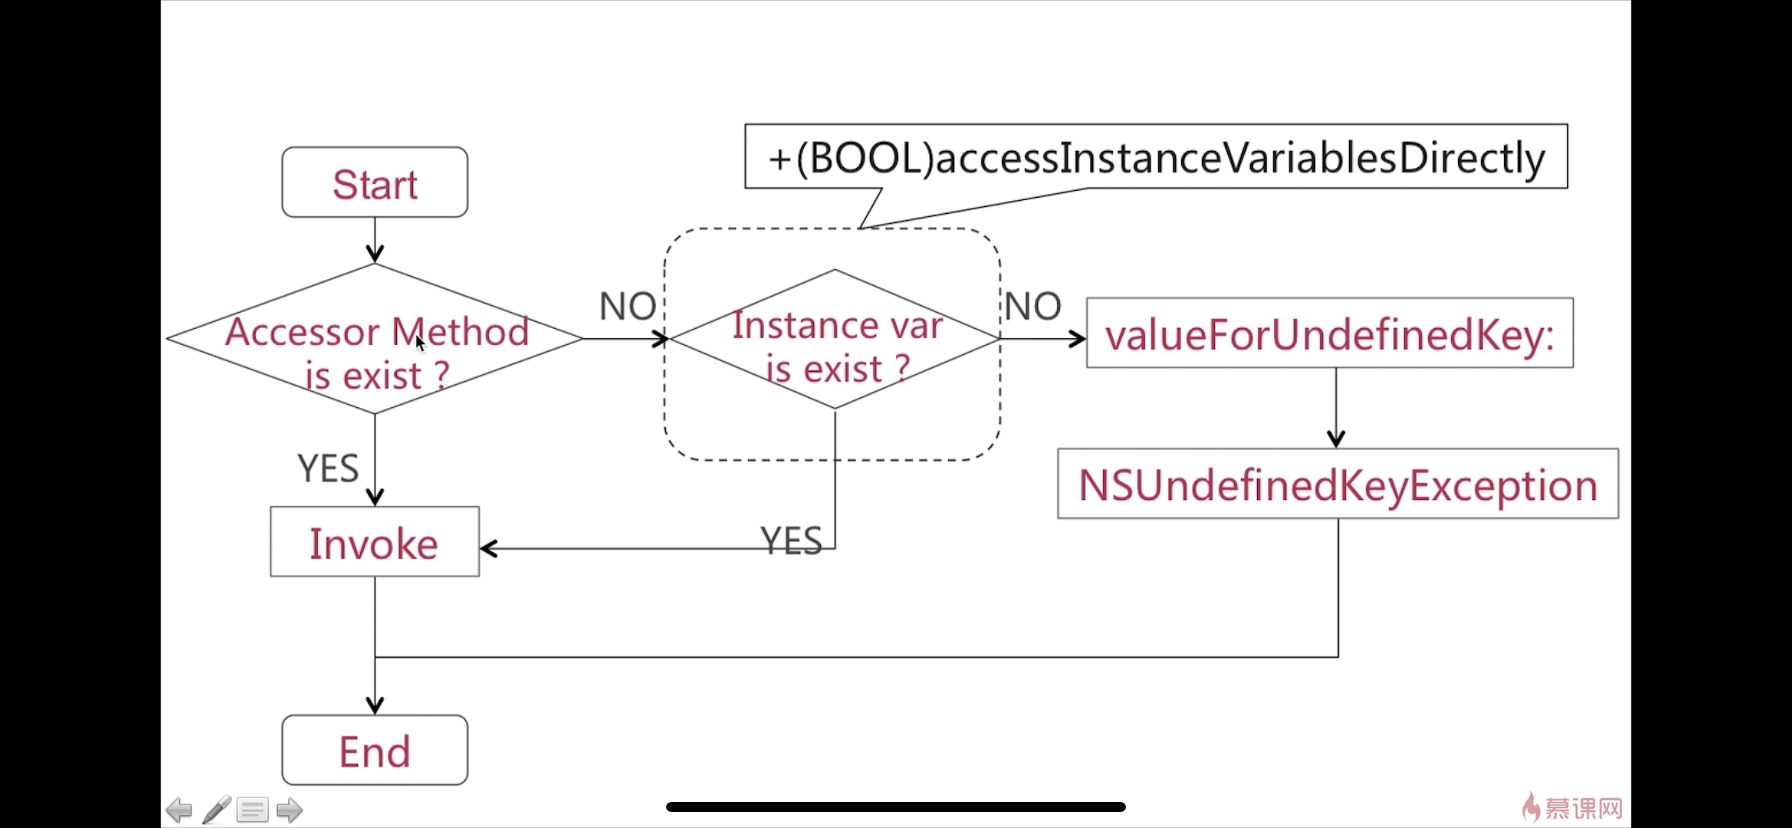 +(BOOL)accessInstanceVariablesDirectly
Start
Accessor Method
is exist ?
NO
Instance var
is exist ?
NO
valueForUndefinedKey:
YES
NSUndefinedKeyException
Invoke
YES
End
慕课网